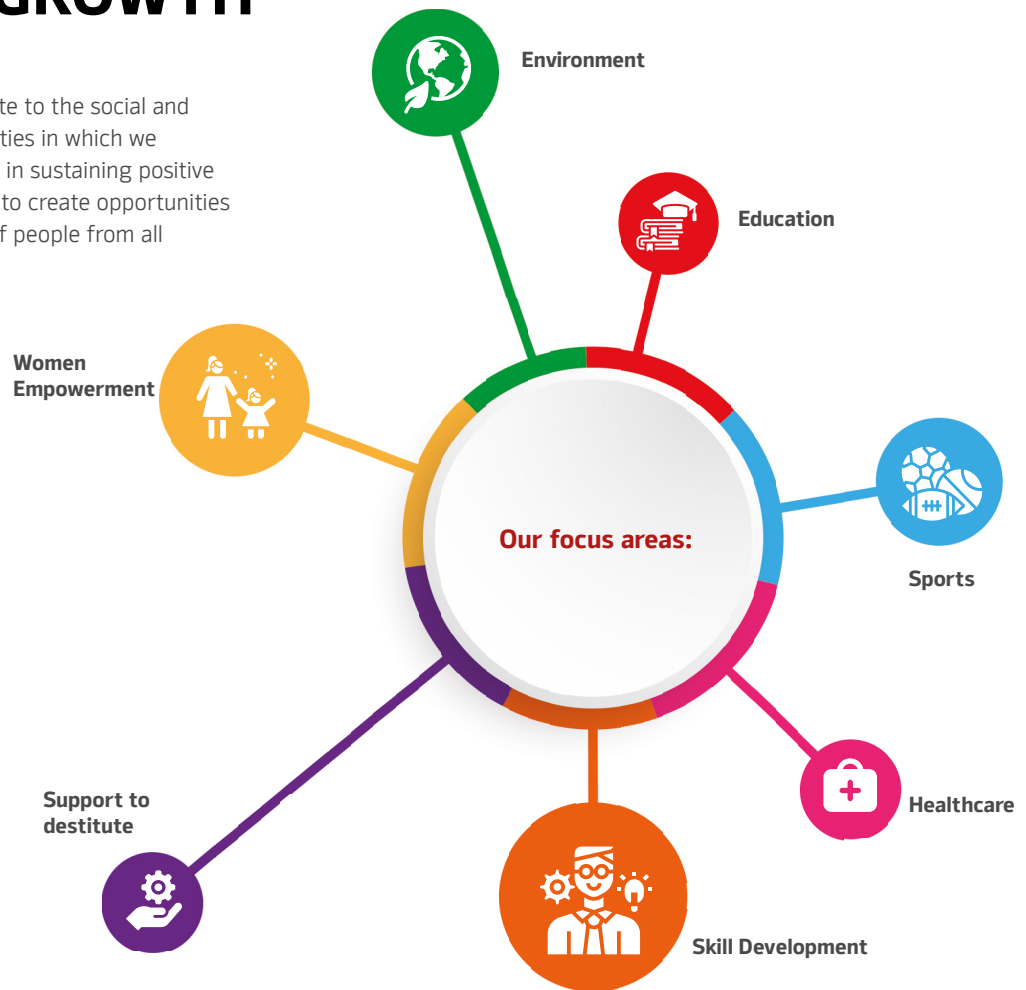 GROWTH
te to the social and
ties in which we
in sustaining positive
to create opportunities
f people from all
Environment
Education
Women
Empowerment
Our focus areas:
Sports
Support to
destitute
Healthcare
Skill Development